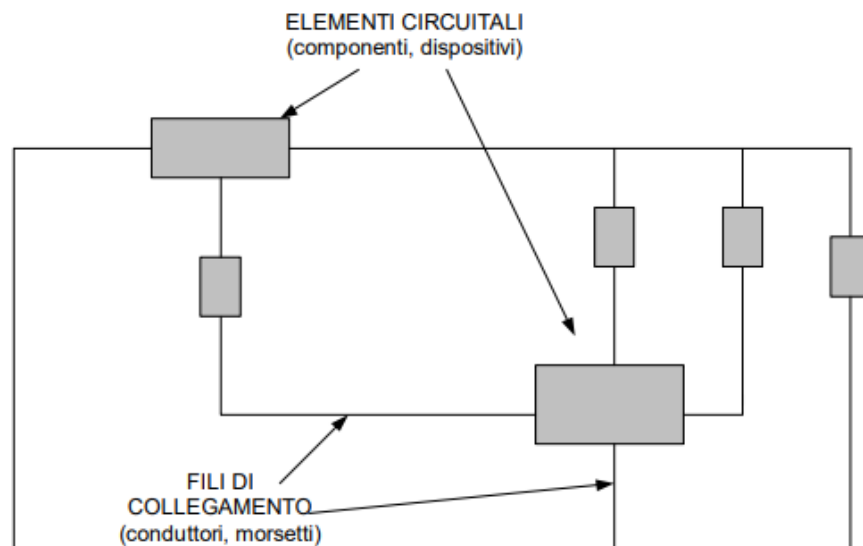 ELEMENTI CIRCUITALI
(componenti, dispositivi)
FILI DI
COLLEGAMENTO
(conduttori, morsetti)